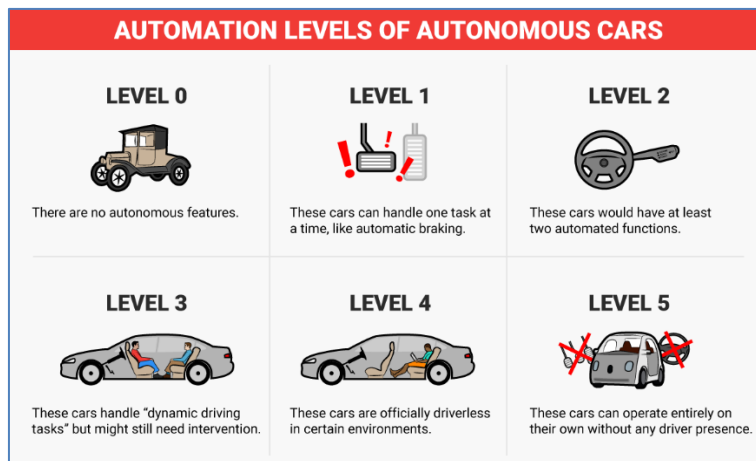 AUTOMATION LEVELS OF AUTONOMOUS CARS
LEVEL 0
There are no autonomous features.
LEVEL 1
These cars can handle one task at
a time, like automatic braking.
LEVEL 2
These cars would have at least
two automated functions.
LEVEL 3
These cars handle “dynamic driving
tasks” but might still need intervention.
LEVEL 4
These cars are officially driverless
in certain environments.
LEVEL 5
These cars can operate entirely on
their own without any driver presence.